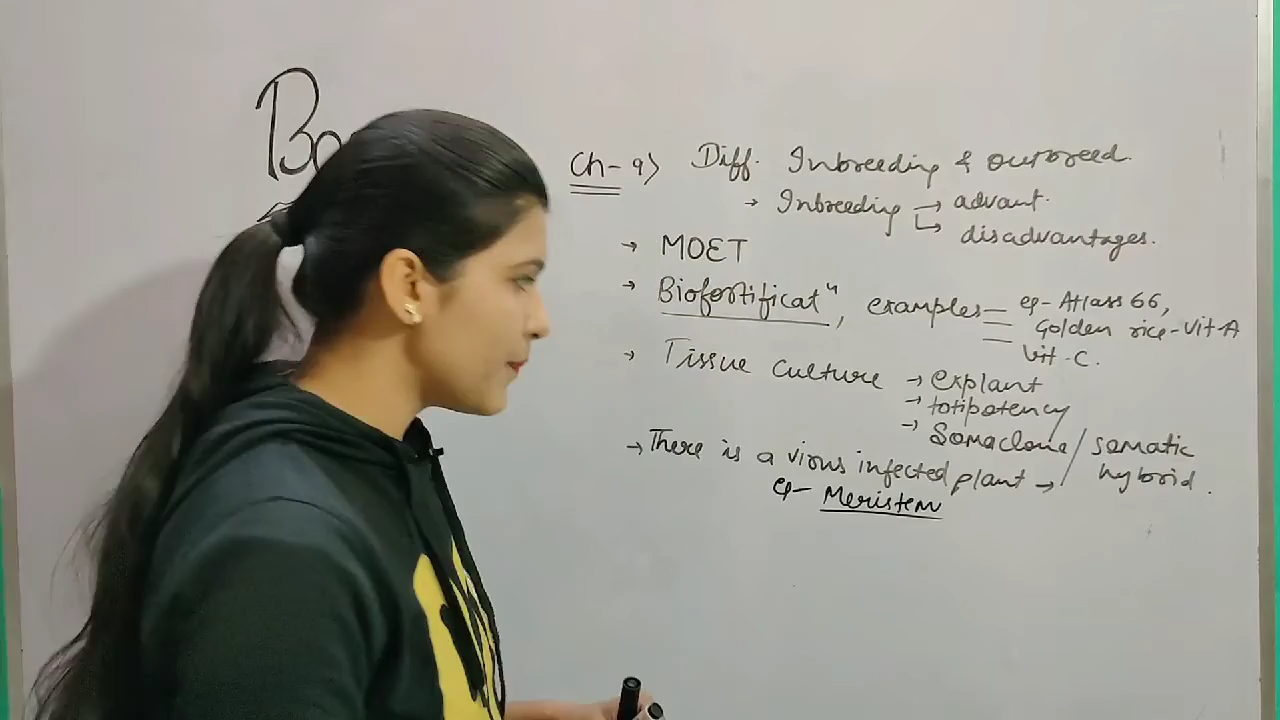 Bo
Ch-9) Diff. Inbreeding & outbreed.
→ Inbreeding → advant.
↳ disadvantages.
→ MOET
→ Biofortificatⁿ, examples eg- Atlass 66,
Golden rice-Vit-A
Vit-C.
→ Tissue culture → explant
→ totipotency
→ Somaclone/somatic
hybrid.
→ There is a virus infected plant →
eg- Meristem